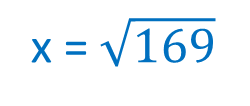 x = √169